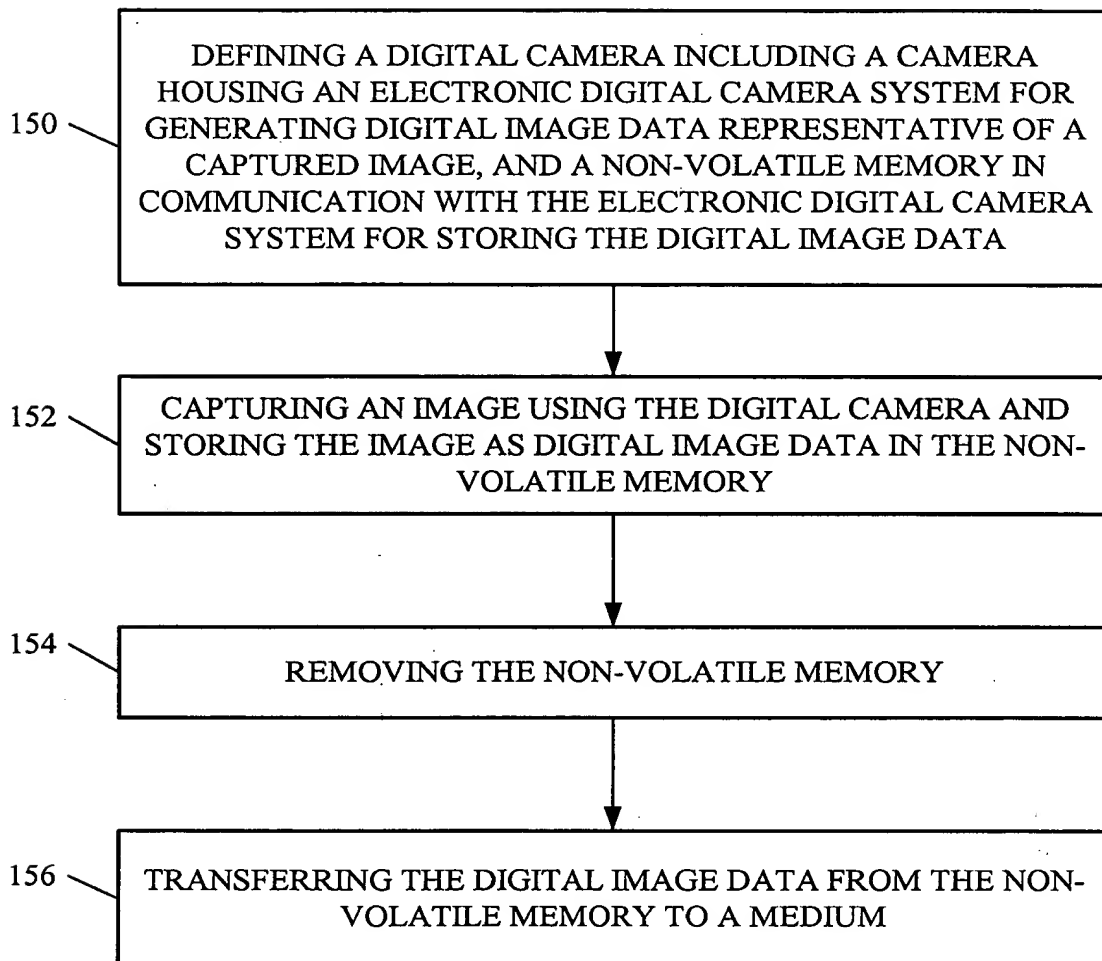 150
DEFINING A DIGITAL CAMERA INCLUDING A CAMERA
HOUSING AN ELECTRONIC DIGITAL CAMERA SYSTEM FOR
GENERATING DIGITAL IMAGE DATA REPRESENTATIVE OF A
CAPTURED IMAGE, AND A NON-VOLATILE MEMORY IN
COMMUNICATION WITH THE ELECTRONIC DIGITAL CAMERA
SYSTEM FOR STORING THE DIGITAL IMAGE DATA
152
CAPTURING AN IMAGE USING THE DIGITAL CAMERA AND
STORING THE IMAGE AS DIGITAL IMAGE DATA IN THE NON-
VOLATILE MEMORY
154
REMOVING THE NON-VOLATILE MEMORY
156
TRANSFERRING THE DIGITAL IMAGE DATA FROM THE NON-
VOLATILE MEMORY TO A MEDIUM